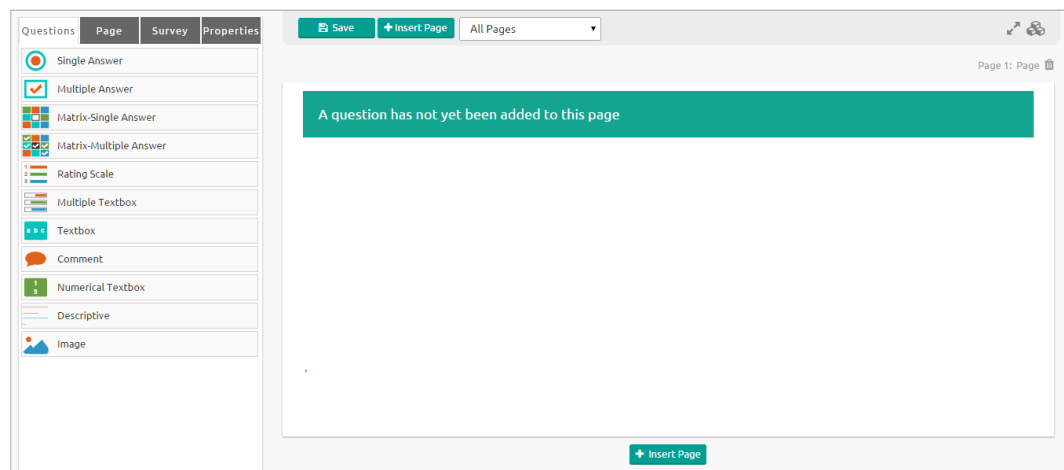 Questions Page Survey Properties
Save Insert Page All Pages
Page 1: Page
Single Answer
Multiple Answer
Matrix-Single Answer
Matrix-Multiple Answer
Rating Scale
Multiple Textbox
a b c Textbox
Comment
Numerical Textbox
Descriptive
Image
A question has not yet been added to this page
Insert Page